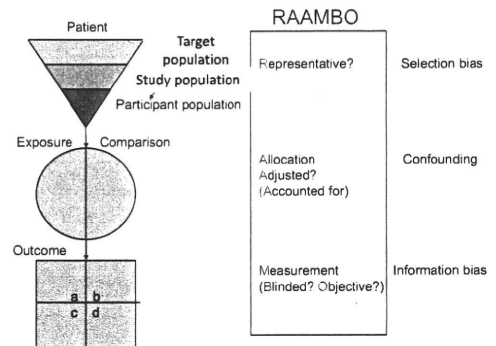 RAAMBO
Patient
Target
population
Study population
Participant population
Representative?
Selection bias
Exposure
Comparison
Allocation
Adjusted?
(Accounted for)
Confounding
Outcome
a b
c d
Measurement
(Blinded? Objective?)
Information bias